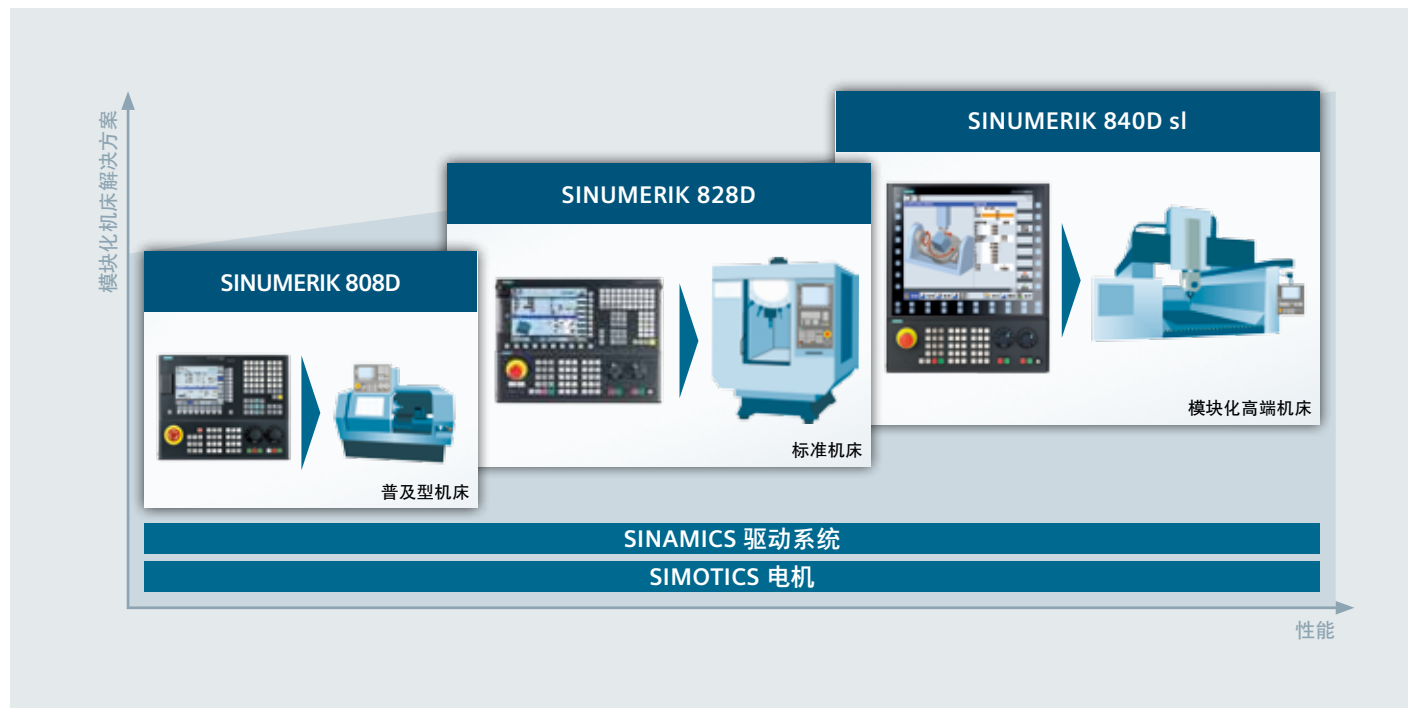 模块化机床解决方案
SINUMERIK 840D sl
模块化高端机床
SINUMERIK 828D
标准机床
SINUMERIK 808D
普及型机床
SINAMICS 驱动系统
SIMOTICS 电机
性能